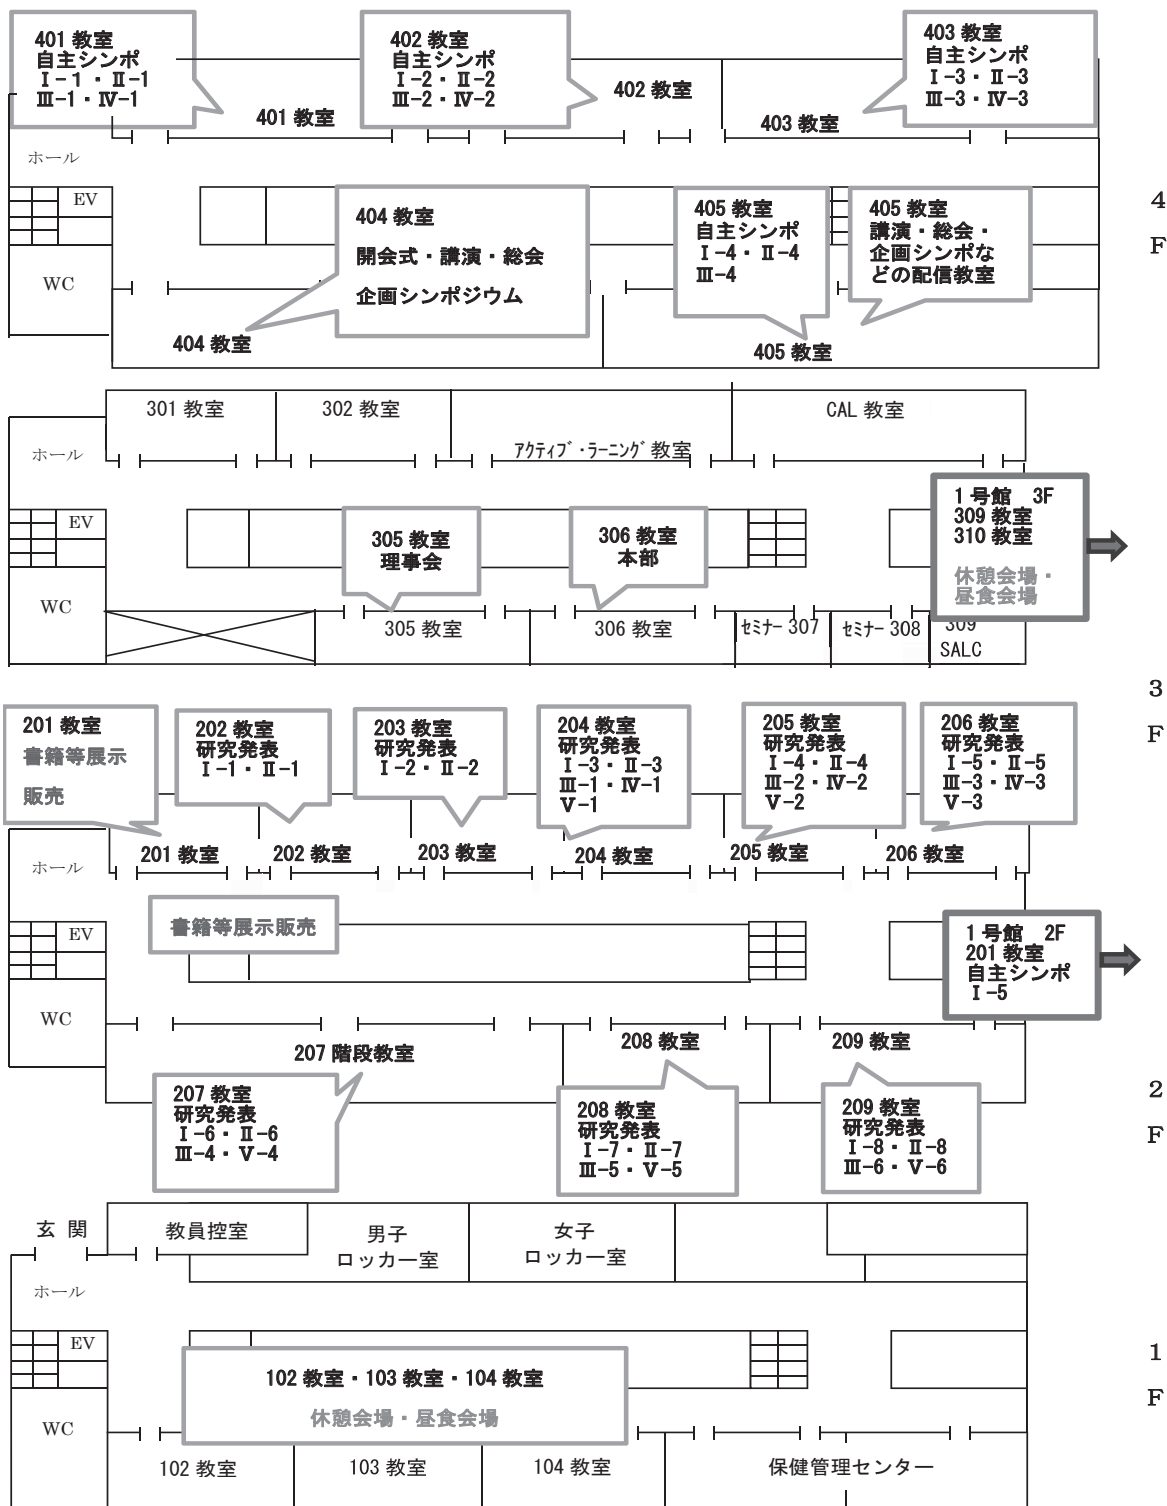 401 教室
自主シンポ
Ⅰ-1・Ⅱ-1
Ⅲ-1・Ⅳ-1
402 教室
自主シンポ
Ⅰ-2・Ⅱ-2
Ⅲ-2・Ⅳ-2
403 教室
自主シンポ
Ⅰ-3・Ⅱ-3
Ⅲ-3・Ⅳ-3
401 教室
402 教室
403 教室
ホール
EV
WC
404 教室
開会式・講演・総会
企画シンポジウム
405 教室
自主シンポ
Ⅰ-4・Ⅱ-4
Ⅲ-4
405 教室
講演・総会・
企画シンポな
どの配信教室
4
F
404 教室
405 教室
301 教室
302 教室
アクティブ・ラーニング教室
CAL 教室
ホール
EV
WC
305 教室
理事会
306 教室
本部
1号館 3F
309 教室
310 教室
休憩会場・
昼食会場
305 教室
306 教室
セミナー 307
セミナー 308
309
SALC
3
F
201 教室
書籍等展示
販売
202 教室
研究発表
Ⅰ-1・Ⅱ-1
203 教室
研究発表
Ⅰ-2・Ⅱ-2
204 教室
研究発表
Ⅰ-3・Ⅱ-3
Ⅲ-1・Ⅳ-1
Ⅴ-1
205 教室
研究発表
Ⅰ-4・Ⅱ-4
Ⅲ-2・Ⅳ-2
Ⅴ-2
206 教室
研究発表
Ⅰ-5・Ⅱ-5
Ⅲ-3・Ⅳ-3
Ⅴ-3
201 教室
202 教室
203 教室
204 教室
205 教室
206 教室
ホール
EV
WC
書籍等展示販売
1号館 2F
201 教室
自主シンポ
Ⅰ-5
207 階段教室
208 教室
209 教室
207 教室
研究発表
Ⅰ-6・Ⅱ-6
Ⅲ-4・Ⅴ-4
208 教室
研究発表
Ⅰ-7・Ⅱ-7
Ⅲ-5・Ⅴ-5
209 教室
研究発表
Ⅰ-8・Ⅱ-8
Ⅲ-6・Ⅴ-6
2
F
玄 関
教員控室
男子
ロッカー室
女子
ロッカー室
ホール
EV
WC
102 教室・103 教室・104 教室
休憩会場・昼食会場
1
F
102 教室
103 教室
104 教室
保健管理センター